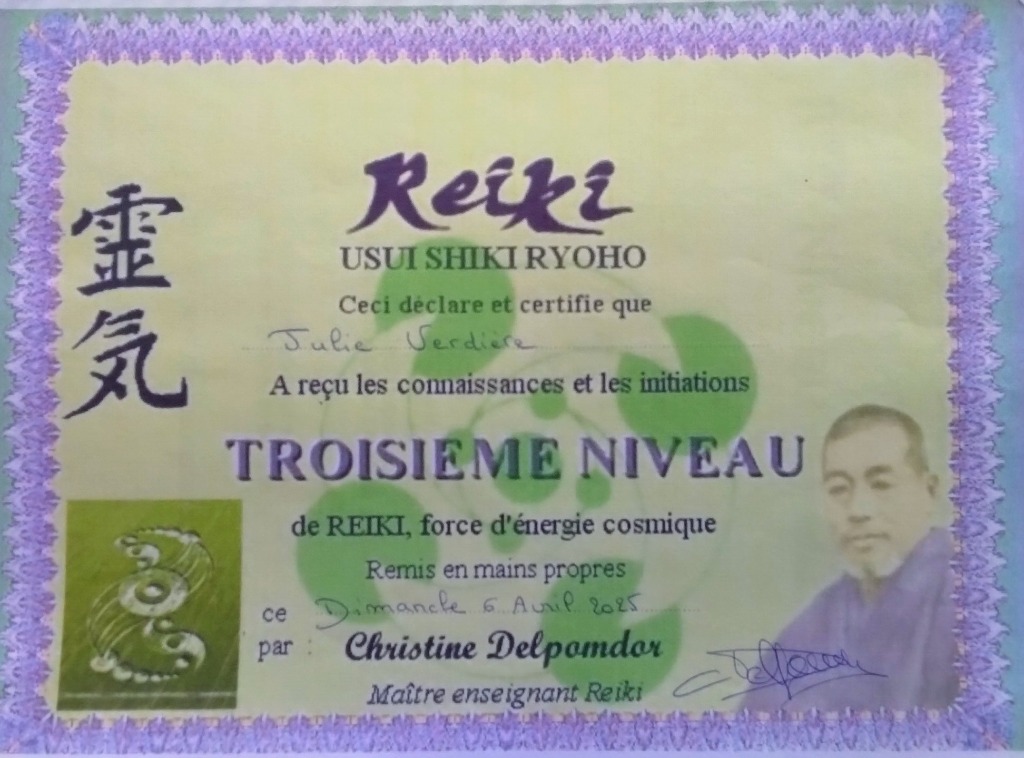 靈気
Reiki
USUI SHIKI RYOHO
Ceci déclare et certifie que
Julie Verdière
A reçu les connaissances et les initiations
TROISIEME NIVEAU
de REIKI, force d'énergie cosmique
Remis en mains propres
ce Dimanche 6 Avril 2025
par : Christine Delpomdor
Maître enseignant Reiki